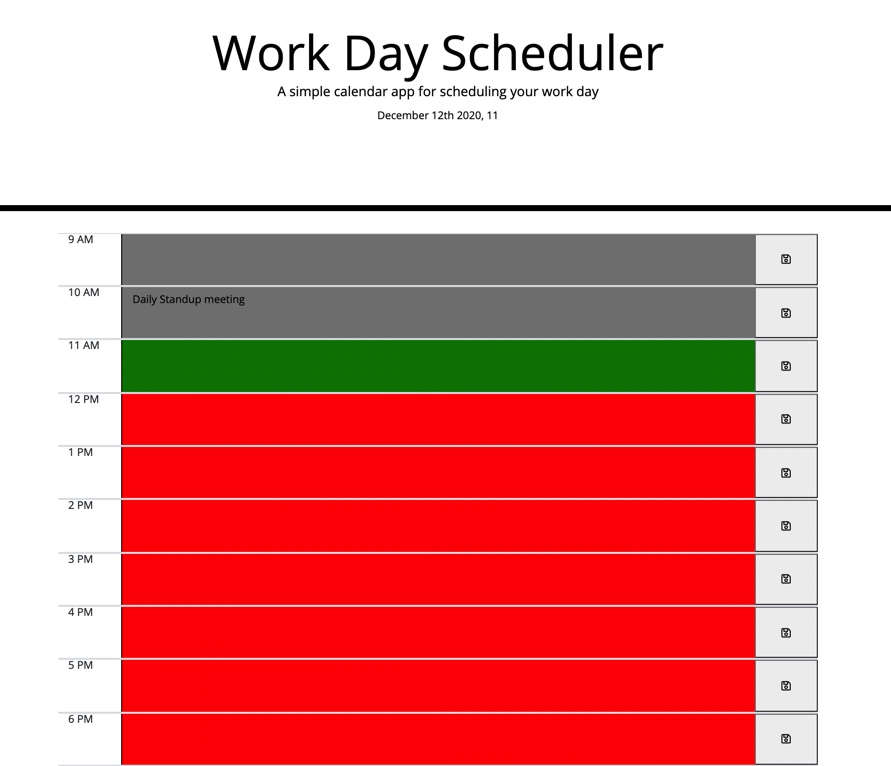 Work Day Scheduler
A simple calendar app for scheduling your work day
December 12th 2020, 11
9 AM
10 AM
Daily Standup meeting
11 AM
12 PM
1 PM
2 PM
3 PM
4 PM
5 PM
6 PM